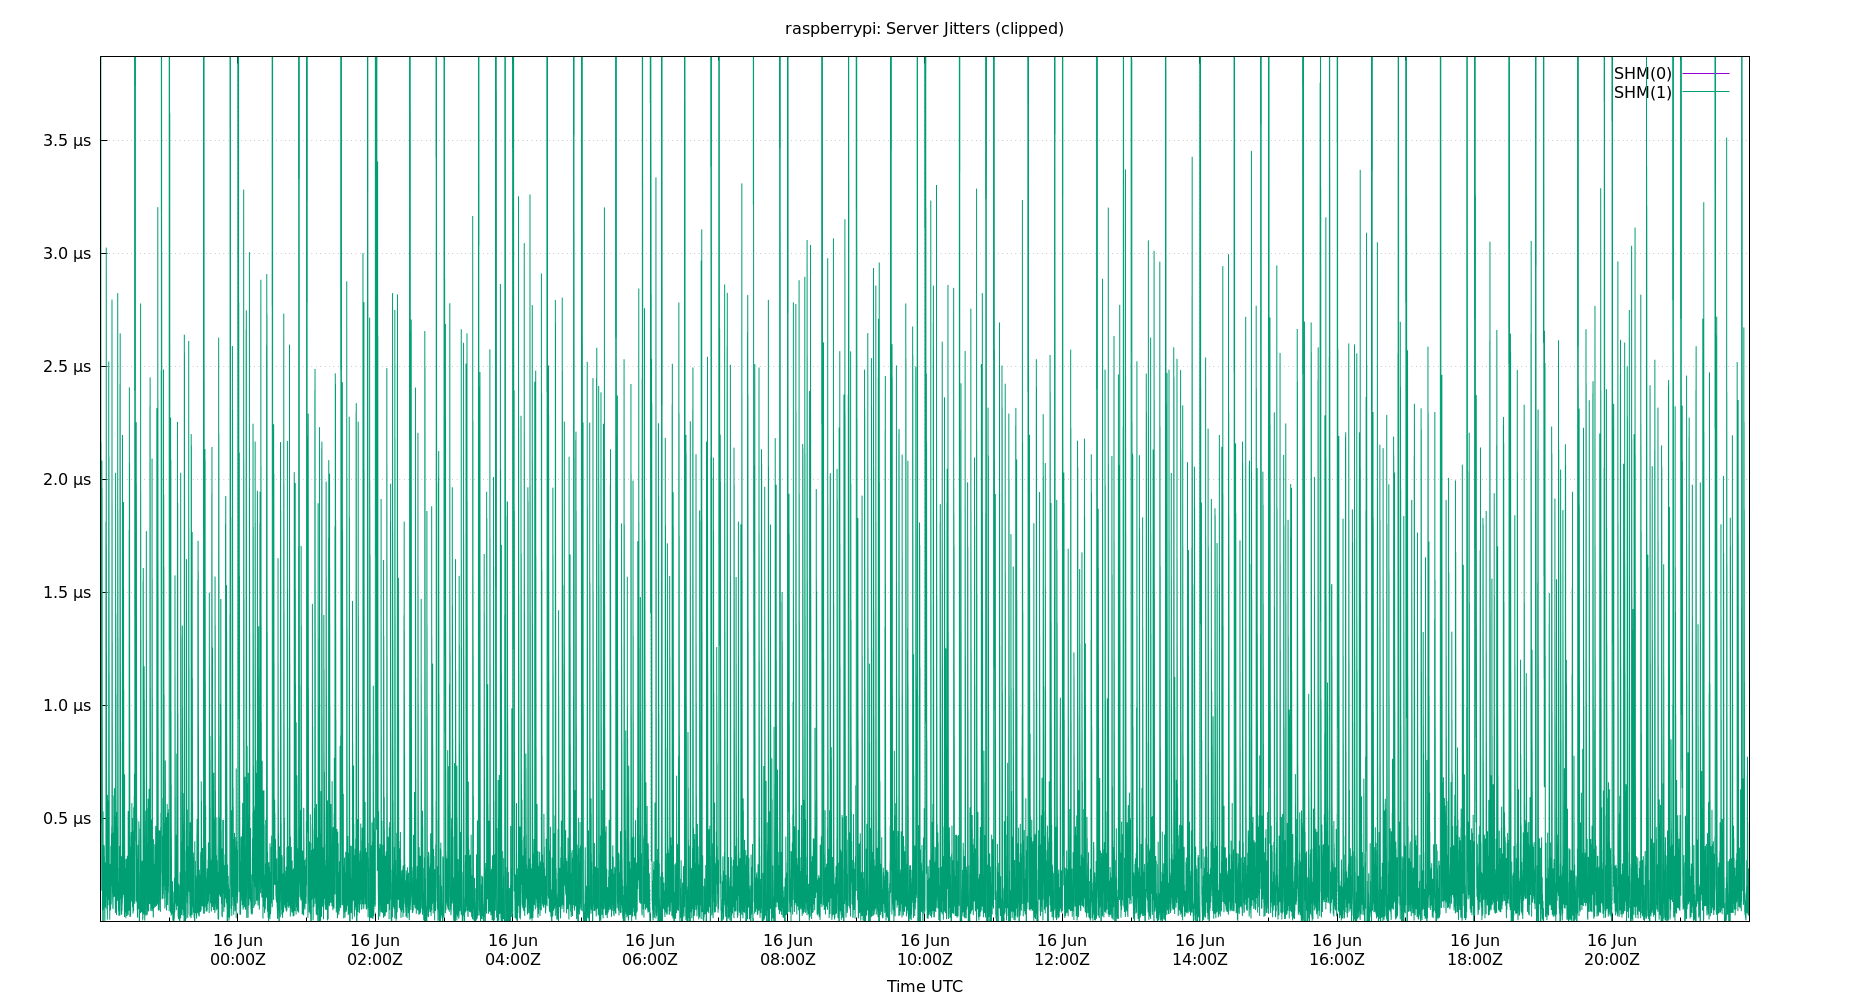 raspberrypi: Server Jitters (clipped)
SHM(0)
SHM(1)
3.5 μs
3.0 μs
2.5 μs
2.0 μs
1.5 μs
1.0 μs
0.5 μs
16 Jun 16 Jun 16 Jun 16 Jun 16 Jun 16 Jun 16 Jun 16 Jun 16 Jun 16 Jun 16 Jun
00:00Z 02:00Z 04:00Z 06:00Z 08:00Z 10:00Z 12:00Z 14:00Z 16:00Z 18:00Z 20:00Z
Time UTC